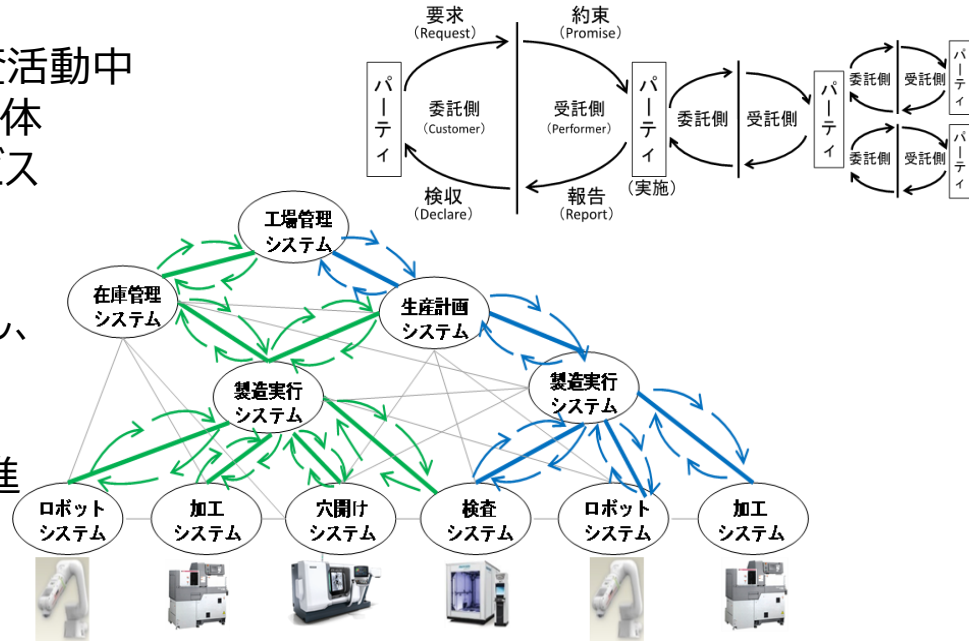 査活動中
体
ビス
し、
進
要求
(Request)
約束
(Promise)
パーティ
委託側
(Customer)
受託側
(Performer)
パーティ
(実施)
検収
(Declare)
報告
(Report)
委託側
受託側
パーティ
委託側
受託側
パーティ
委託側
受託側
パーティ
工場管理
システム
在庫管理
システム
生産計画
システム
製造実行
システム
製造実行
システム
ロボット
システム
加工
システム
穴開け
システム
検査
システム
ロボット
システム
加工
システム